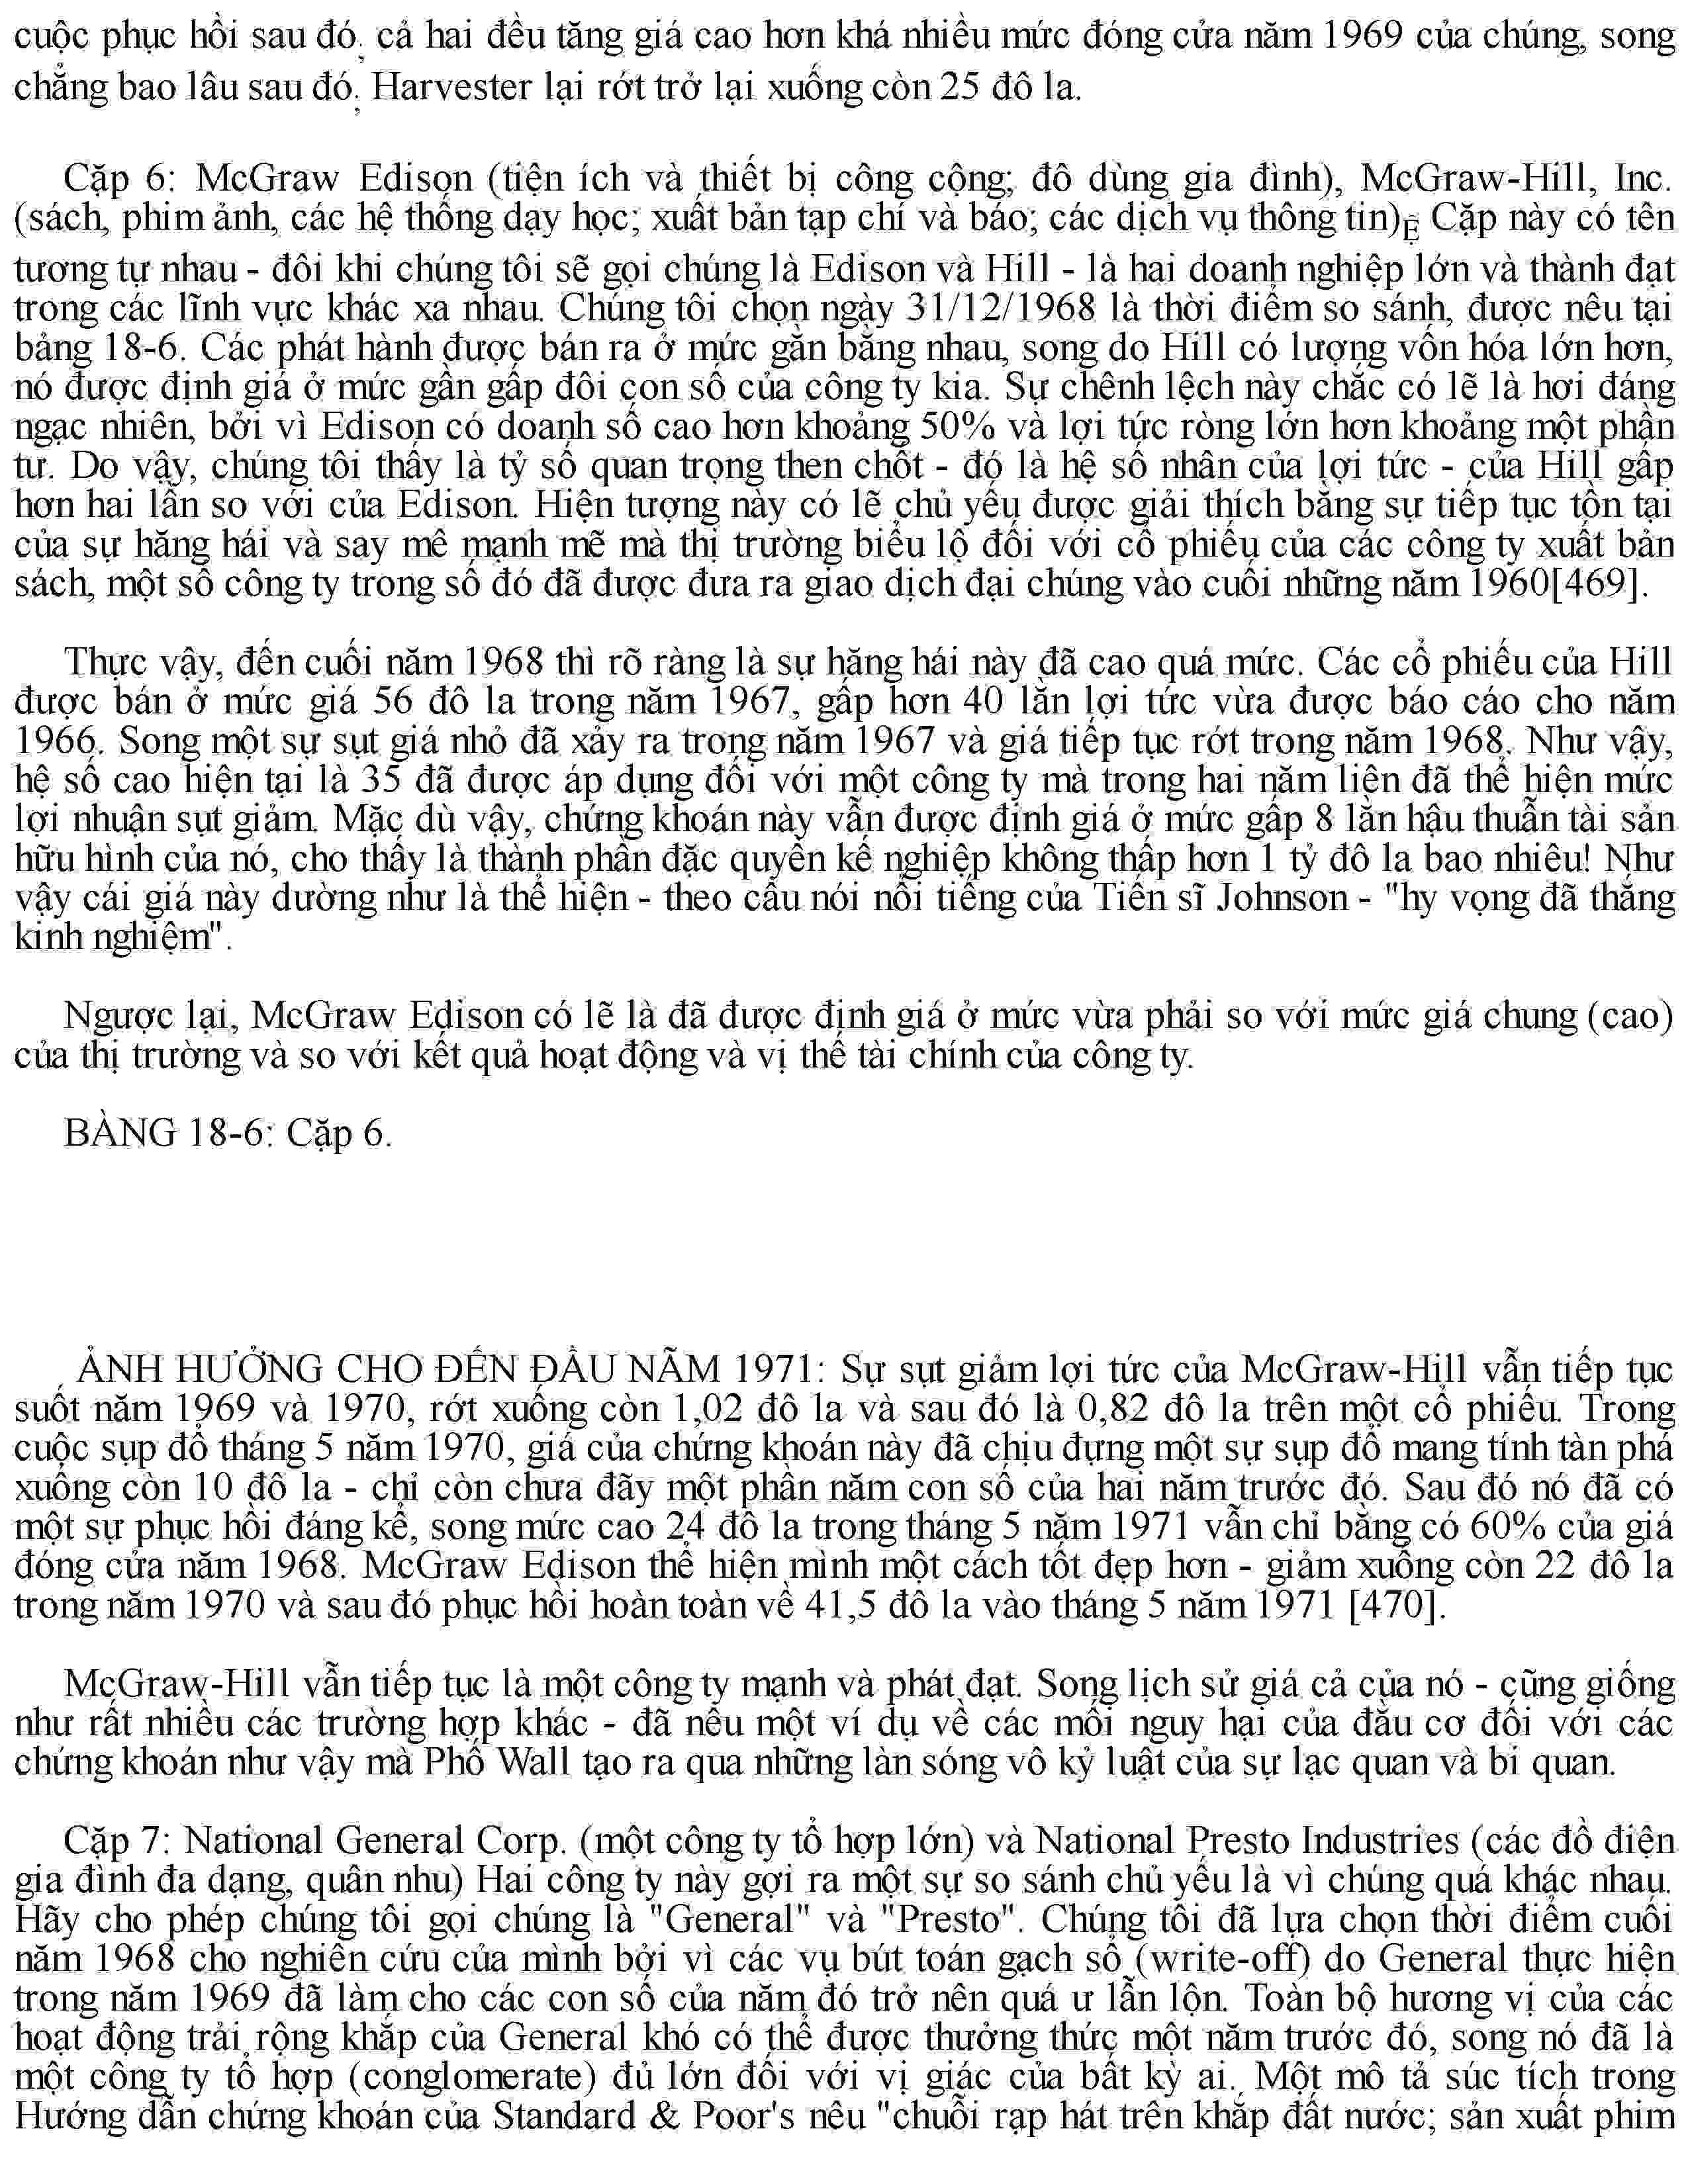 cuộc phục hồi sau đó, cả hai đều tăng giá cao hơn khá nhiều mức đóng cửa năm 1969 của chúng, song
chẳng bao lâu sau đó, Harvester lại rớt trở lại xuống còn 25 đô la.
Cặp 6: McGraw Edison (tiện ích và thiết bị công cộng; đô dùng gia đình), McGraw-Hill, Inc.
(sách, phim ảnh, các hệ thống dạy học; xuất bản tạp chí và báo; các dịch vụ thông tin)Ẹ Cặp này có tên
tương tự nhau - đôi khi chúng tôi sẽ gọi chúng là Edison và Hill - là hai doanh nghiệp lớn và thành đạt
trong các lĩnh vực khác xa nhau. Chúng tôi chọn ngày 31/12/1968 là thời điểm so sánh, được nêu tại
bảng 18-6. Các phát hành được bán ra ở mức gần bằng nhau, song do Hill có lượng vốn hóa lớn hơn,
nó được định giá ở mức gần gấp đôi con số của công ty kia. Sự chênh lệch này chắc có lẽ là hơi đáng
ngạc nhiên, bởi vì Edison có doanh số cao hơn khoảng 50% và lợi tức ròng lớn hơn khoảng một phần
tư. Do vậy, chúng tôi thấy là tỷ số quan trọng then chốt - đó là hệ số nhân của lợi tức - của Hill gấp
hơn hai lần so với của Edison. Hiện tượng này có lẽ chủ yếu được giải thích bằng sự tiếp tục tồn tại
của sự hăng hái và say mê mạnh mẽ mà thị trường biểu lộ đối với cổ phiếu của các công ty xuất bản
sách, một số công ty trong số đó đã được đưa ra giao dịch đại chúng vào cuối những năm 1960[469].
Thực vậy, đến cuối năm 1968 thì rõ ràng là sự hăng hái này đã cao quá mức. Các cổ phiếu của Hill
được bán ở mức giá 56 đô la trong năm 1967, gấp hơn 40 lần lợi tức vừa được báo cáo cho năm
1966. Song một sự sụt giá nhỏ đã xảy ra trong năm 1967 và giá tiếp tục rớt trong năm 1968. Như vậy,
hệ số cao hiện tại là 35 đã được áp dụng đối với một công ty mà trong hai năm liền đã thể hiện mức
lợi nhuận sụt giảm. Mặc dù vậy, chứng khoán này vẫn được định giá ở mức gấp 8 lần hậu thuẫn tài sản
hữu hình của nó, cho thấy là thành phần đặc quyền kế nghiệp không thấp hơn 1 tỷ đô la bao nhiêu! Như
vậy cái giá này dường như là thể hiện - theo câu nói nổi tiếng của Tiến sĩ Johnson - "hy vọng đã thắng
kinh nghiệm".
Ngược lại, McGraw Edison có lẽ là đã được định giá ở mức vừa phải so với mức giá chung (cao)
của thị trường và so với kết quả hoạt động và vị thế tài chính của công ty.
BẢNG 18-6: Cặp 6.
ẢNH HƯỞNG CHO ĐẾN ĐẦU NĂM 1971: Sự sụt giảm lợi tức của McGraw-Hill vẫn tiếp tục
suốt năm 1969 và 1970, rớt xuống còn 1,02 đô la và sau đó là 0,82 đô la trên một cổ phiếu. Trong
cuộc sụp đổ tháng 5 năm 1970, giá của chứng khoán này đã chịu đựng một sự sụp đổ mang tính tàn phá
xuống còn 10 đô la - chỉ còn chưa đầy một phần năm con số của hai năm trước đó. Sau đó nó đã có
một sự phục hồi đáng kể, song mức cao 24 đô la trong tháng 5 năm 1971 vẫn chỉ bằng có 60% của giá
đóng cửa năm 1968. McGraw Edison thể hiện mình một cách tốt đẹp hơn - giảm xuống còn 22 đô la
trong năm 1970 và sau đó phục hồi hoàn toàn về 41,5 đô la vào tháng 5 năm 1971 [470].
McGraw-Hill vẫn tiếp tục là một công ty mạnh và phát đạt. Song lịch sử giá cả của nó - cũng giống
như rất nhiều các trường hợp khác - đã nêu một ví dụ về các mối nguy hại của đầu cơ đối với các
chứng khoán như vậy mà Phố Wall tạo ra qua những làn sóng vô kỷ luật của sự lạc quan và bi quan.
Cặp 7: National General Corp. (một công ty tổ hợp lớn) và National Presto Industries (các đồ điện
gia đình đa dạng, quân nhu) Hai công ty này gợi ra một sự so sánh chủ yếu là vì chúng quá khác nhau.
Hãy cho phép chúng tôi gọi chúng là "General" và "Presto". Chúng tôi đã lựa chọn thời điểm cuối
năm 1968 cho nghiên cứu của mình bởi vì các vụ bút toán gạch sổ (write-off) do General thực hiện
trong năm 1969 đã làm cho các con số của năm đó trở nên quá ư lẫn lộn. Toàn bộ hương vị của các
hoạt động trải rộng khắp của General khó có thể được thưởng thức một năm trước đó, song nó đã là
một công ty tổ hợp (conglomerate) đủ lớn đối với vị giác của bất kỳ ai. Một mô tả súc tích trong
Hướng dẫn chứng khoán của Standard & Poor's nêu "chuỗi rạp hát trên khắp đất nước; sản xuất phim